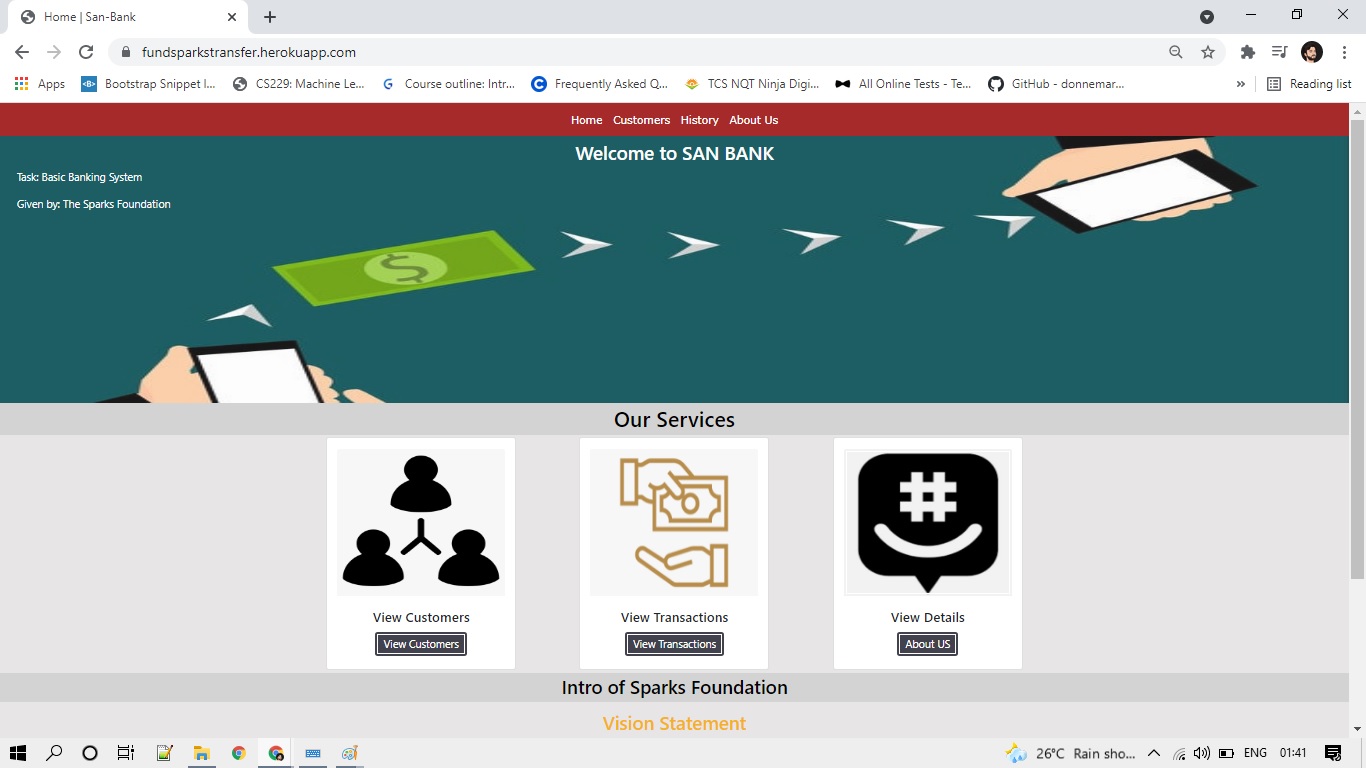 Home | San-Bank
fundsparkstransfer.herokuapp.com
Apps Bootstrap Snippet I... CS229: Machine Le... Course outline: Intr... Frequently Asked Q... TCS NQT Ninja Digi... All Online Tests - Te... GitHub - donnemar... » Reading list
Home Customers History About Us
Welcome to SAN BANK
Task: Basic Banking System
Given by: The Sparks Foundation
Our Services
View Customers View Transactions View Details
View Customers View Transactions About US
Intro of Sparks Foundation
Vision Statement
26°C Rain sho... ENG 01:41